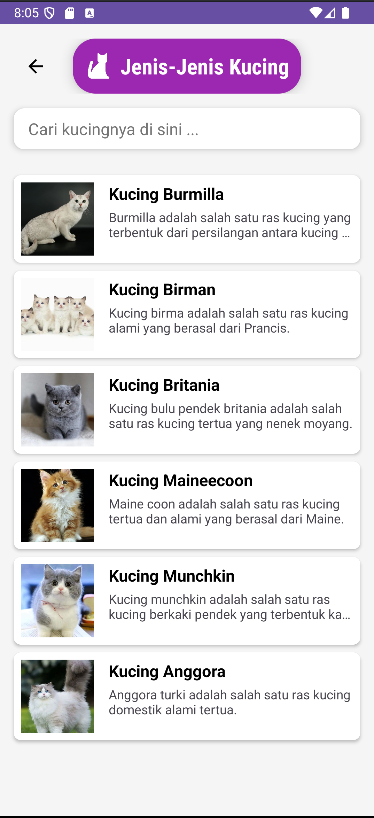 8:05
Jenis-Jenis Kucing
Cari kucingnya di sini ...
Kucing Burmilla
Burmilla adalah salah satu ras kucing yang
terbentuk dari persilangan antara kucing ...
Kucing Birman
Kucing birma adalah salah satu ras kucing
alami yang berasal dari Prancis.
Kucing Britania
Kucing bulu pendek britania adalah salah
satu ras kucing tertua yang nenek moyang.
Kucing Maineecoon
Maine coon adalah salah satu ras kucing
tertua dan alami yang berasal dari Maine.
Kucing Munchkin
Kucing munchkin adalah salah satu ras
kucing berkaki pendek yang terbentuk ka...
Kucing Anggora
Anggora turki adalah salah satu ras kucing
domestik alami tertua.